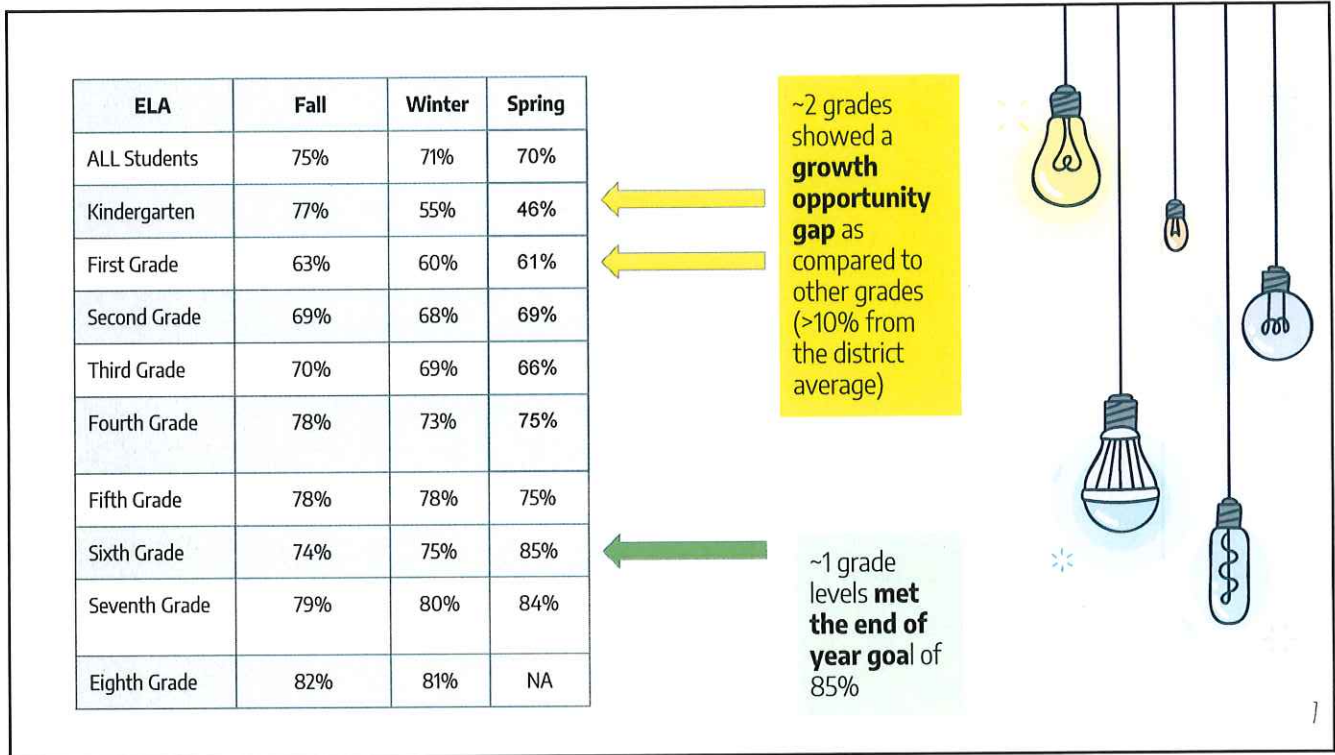 ELA Fall Winter Spring
ALL Students 75% 71% 70%
Kindergarten 77% 55% 46%
First Grade 63% 60% 61%
Second Grade 69% 68% 69%
Third Grade 70% 69% 66%
Fourth Grade 78% 73% 75%
Fifth Grade 78% 78% 75%
Sixth Grade 74% 75% 85%
Seventh Grade 79% 80% 84%
Eighth Grade 82% 81% NA
~2 grades
showed a
growth
opportunity
gap as
compared to
other grades
(>10% from
the district
average)
~1 grade
levels met
the end of
year goal of
85%
7